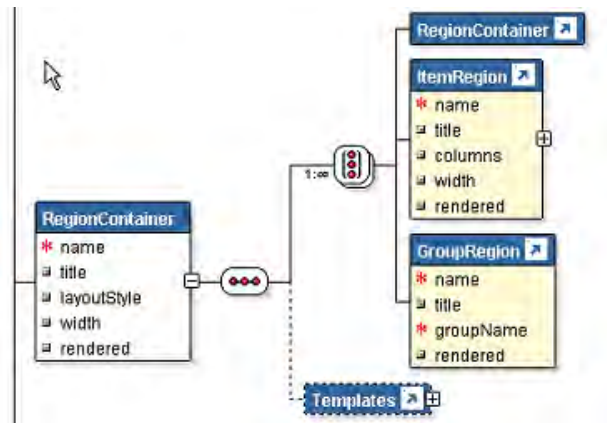 RegionContainer
ItemRegion
* name
title
columns
width
rendered
1:∞
RegionContainer
* name
title
layoutStyle
width
rendered
GroupRegion
* name
title
* groupName
rendered
Templates